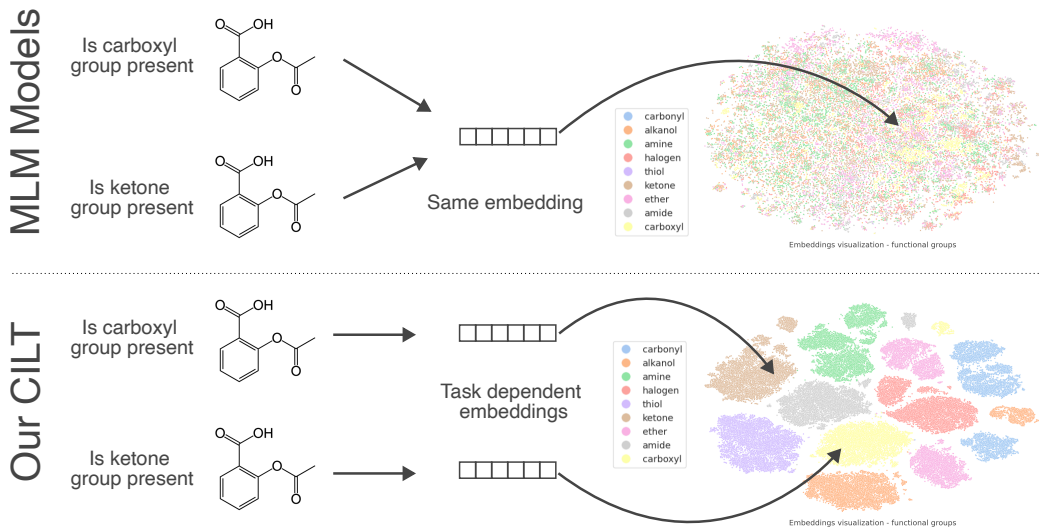 MLM Models
Is carboxyl
group present
O
OH
O
O
Is ketone
group present
O
OH
O
O
Same embedding
carbonyl
alkanol
amine
halogen
thiol
ketone
ether
amide
carboxyl
Embeddings visualization - functional groups
Our CILT
Is carboxyl
group present
O
OH
O
O
Is ketone
group present
O
OH
O
O
Task dependent
embeddings
carbonyl
alkanol
amine
halogen
thiol
ketone
ether
amide
carboxyl
Embeddings visualization - functional groups